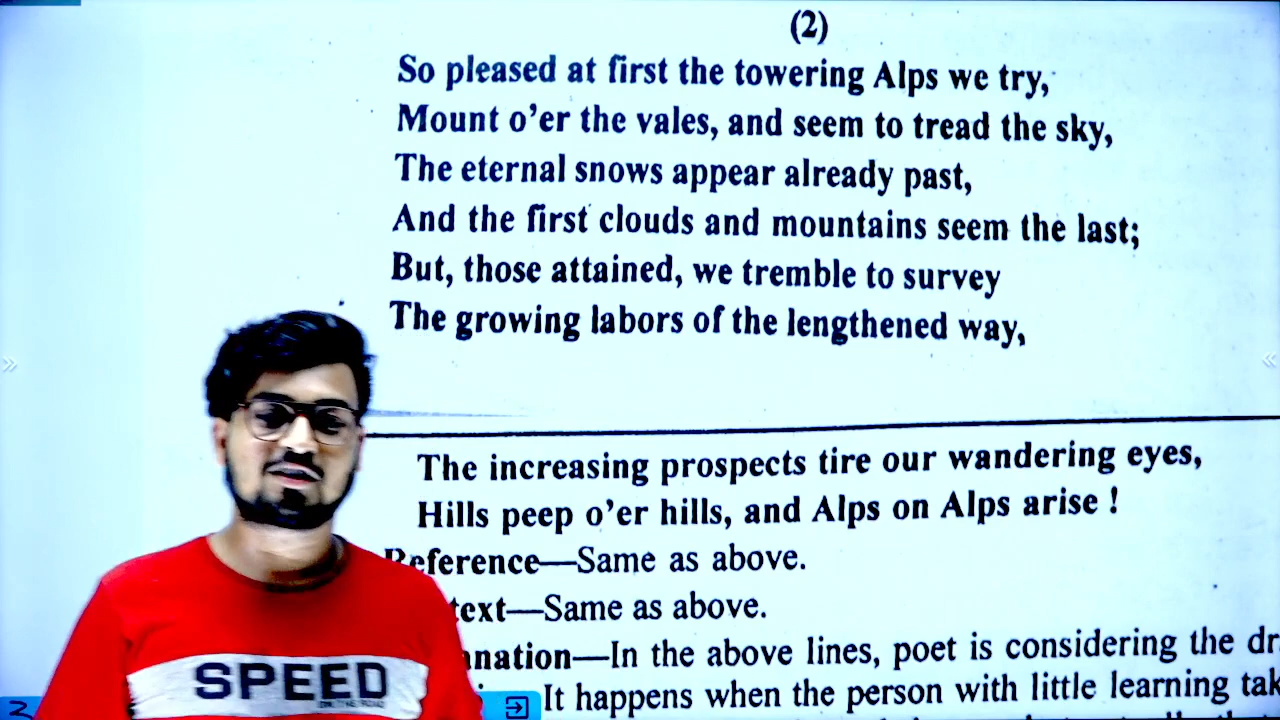 (2)
So pleased at first the towering Alps we try,
Mount o'er the vales, and seem to tread the sky,
The eternal snows appear already past,
And the first clouds and mountains seem the last;
But, those attained, we tremble to survey
The growing labors of the lengthened way,
The increasing prospects tire our wandering eyes,
Hills peep o'er hills, and Alps on Alps arise !
Reference—Same as above.
text—Same as above.
nation—In the above lines, poet is considering the
It happens when the person with little learning
SPEED